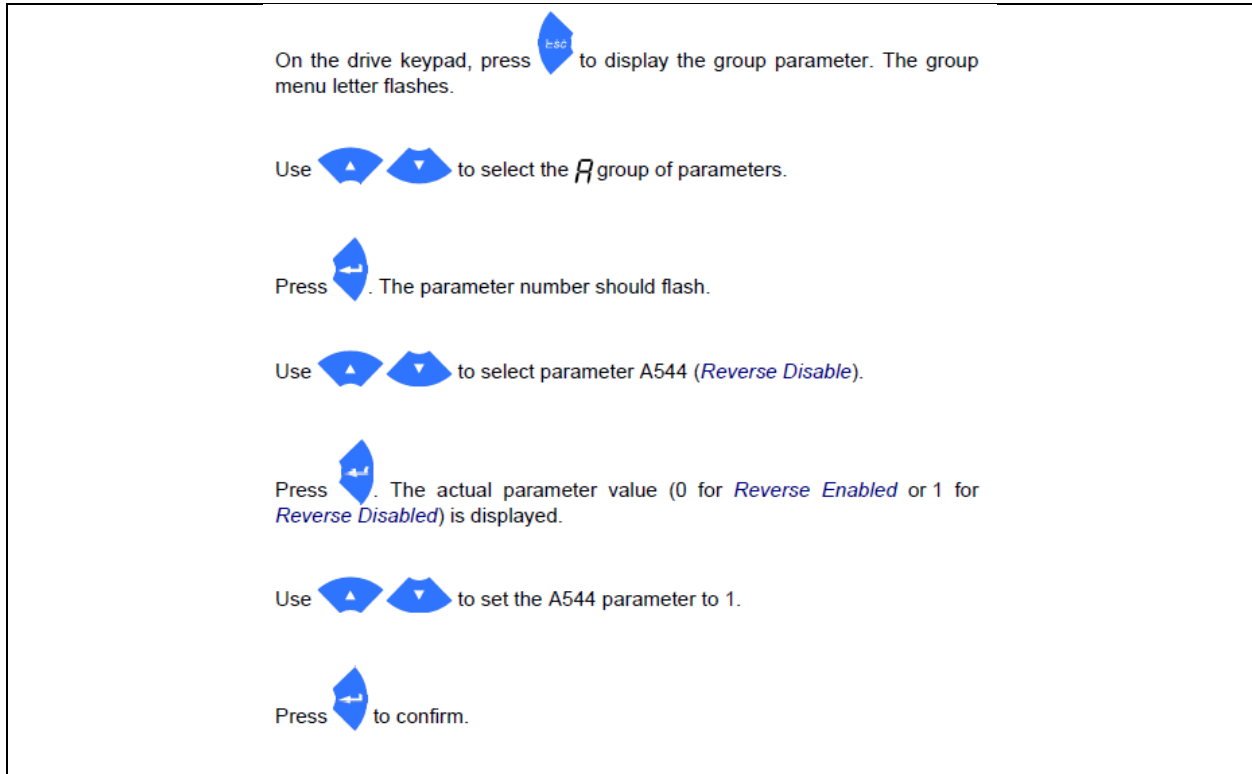 On the drive keypad, press Esc to display the group parameter. The group
menu letter flashes.
Use to select the A group of parameters.
Press . The parameter number should flash.
Use to select parameter A544 (Reverse Disable).
Press . The actual parameter value (0 for Reverse Enabled or 1 for
Reverse Disabled) is displayed.
Use to set the A544 parameter to 1.
Press to confirm.